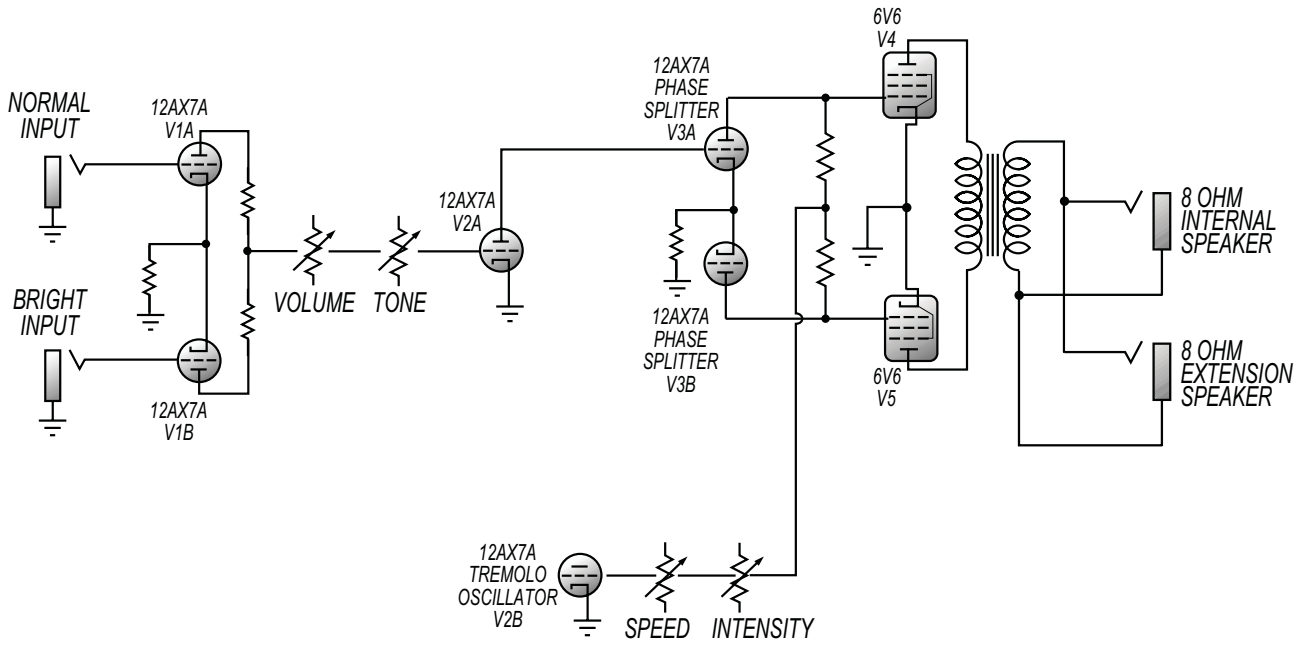 NORMAL
INPUT
12AX7A
V1A
BRIGHT
INPUT
12AX7A
V1B
VOLUME
TONE
12AX7A
V2A
12AX7A
PHASE
SPLITTER
V3A
12AX7A
PHASE
SPLITTER
V3B
6V6
V4
6V6
V5
8 OHM
INTERNAL
SPEAKER
8 OHM
EXTENSION
SPEAKER
12AX7A
TREMOLO
OSCILLATOR
V2B
SPEED
INTENSITY